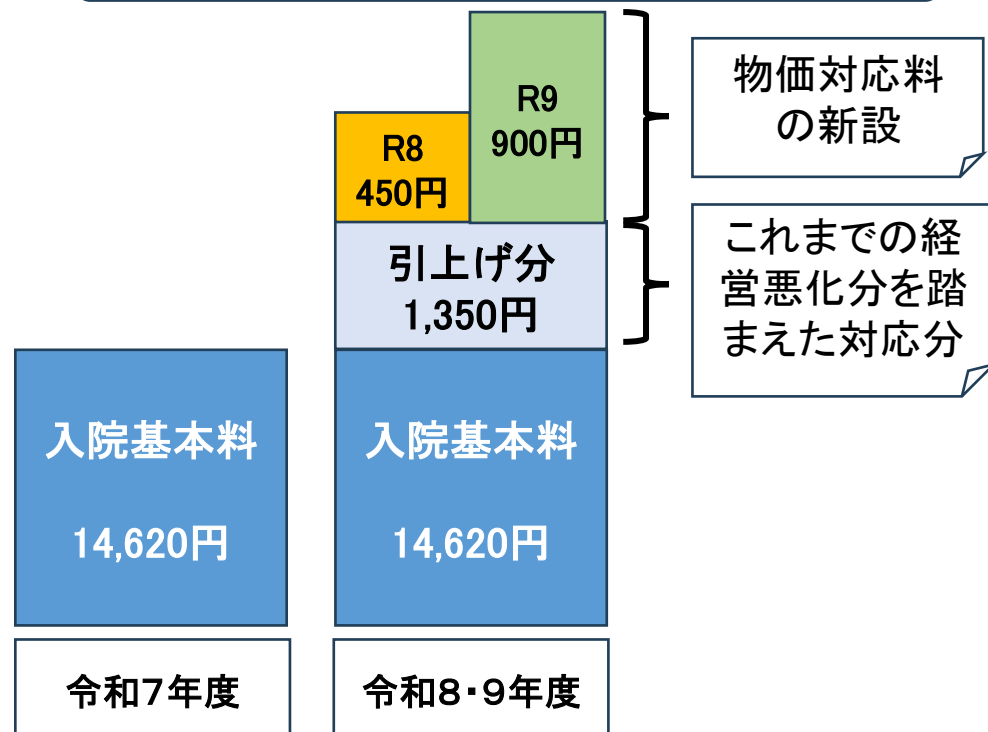 R9
900円
R8
450円
物価対応料
の新設
引上げ分
1,350円
これまでの経
営悪化分を踏
まえた対応分
入院基本料
14,620円
入院基本料
14,620円
令和7年度
令和8・9年度